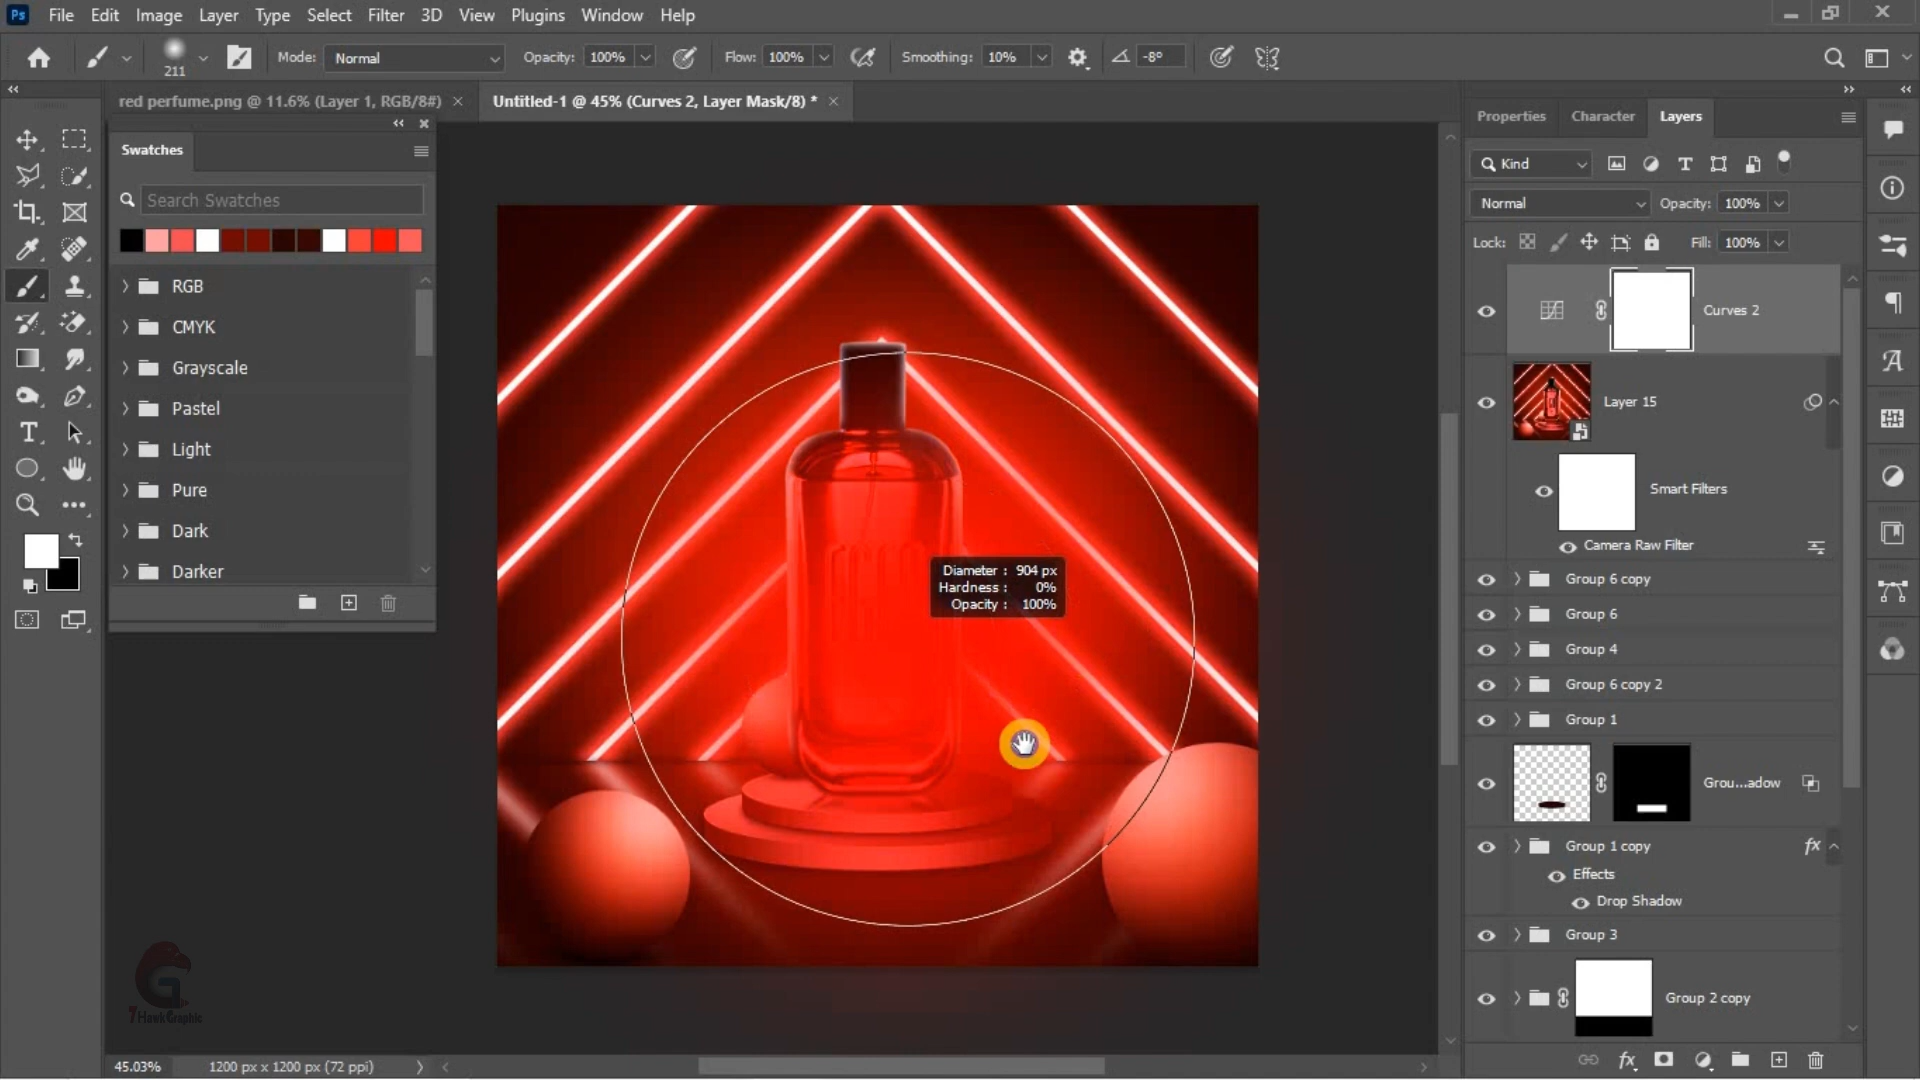 Ps File Edit Image Layer Type Select Filter 3D View Plugins Window Help
211 Mode: Normal Opacity: 100% Flow: 100% Smoothing: 10% -8°
red perfume.png @ 11.6% (Layer 1, RGB/8#) Untitled-1 @ 45% (Curves 2, Layer Mask/8) *
Swatches
Search Swatches
RGB
CMYK
Grayscale
Pastel
Light
Pure
Dark
Darker
Diameter : 904 px
Hardness : 0%
Opacity : 100%
7HawkGraphic
45.03% 1200 px x 1200 px (72 ppi)
Properties Character Layers
Kind
Normal Opacity: 100%
Lock: Fill: 100%
Curves 2
Layer 15
Smart Filters
Camera Raw Filter
Group 6 copy
Group 6
Group 4
Group 6 copy 2
Group 1
Grou...adow
Group 1 copy fx
Effects
Drop Shadow
Group 3
Group 2 copy
fx